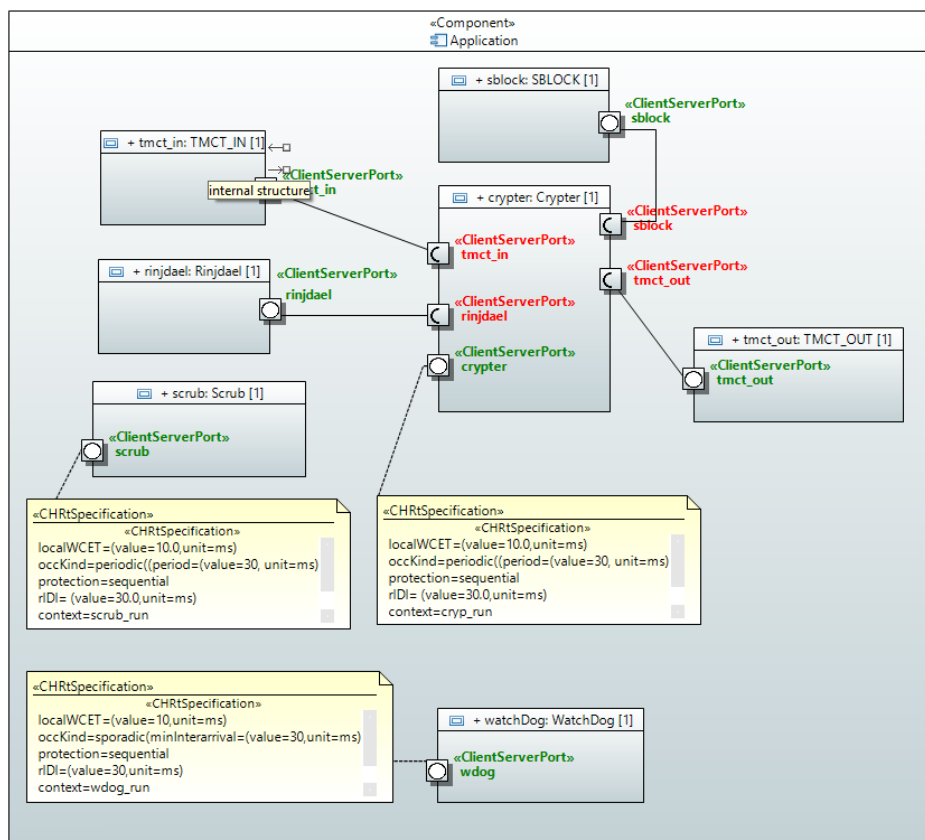 «Component»
Application
+ sblock: SBLOCK [1]
«ClientServerPort»
sblock
+ tmct_in: TMCT_IN [1]
«ClientServerPort»
internal structure
t_in
+ crypter: Crypter [1]
«ClientServerPort»
sblock
«ClientServerPort»
tmct_in
«ClientServerPort»
tmct_out
+ rinjdael: Rinjdael [1]
«ClientServerPort»
rinjdael
«ClientServerPort»
rinjdael
«ClientServerPort»
crypter
+ tmct_out: TMCT_OUT [1]
«ClientServerPort»
tmct_out
+ scrub: Scrub [1]
«ClientServerPort»
scrub
«CHRtSpecification»
«CHRtSpecification»
localWCET=(value=10.0,unit=ms)
occKind=periodic((period=(value=30, unit=ms)
protection=sequential
rlDl= (value=30.0,unit=ms)
context=scrub_run
«CHRtSpecification»
«CHRtSpecification»
localWCET=(value=10.0,unit=ms)
occKind=periodic((period=(value=30, unit=ms)
protection=sequential
rlDl= (value=30.0,unit=ms)
context=cryp_run
«CHRtSpecification»
«CHRtSpecification»
localWCET=(value=10,unit=ms)
occKind=sporadic(minInterarrival=(value=30,unit=ms)
protection=sequential
rlDl=(value=30,unit=ms)
context=wdog_run
+ watchDog: WatchDog [1]
«ClientServerPort»
wdog